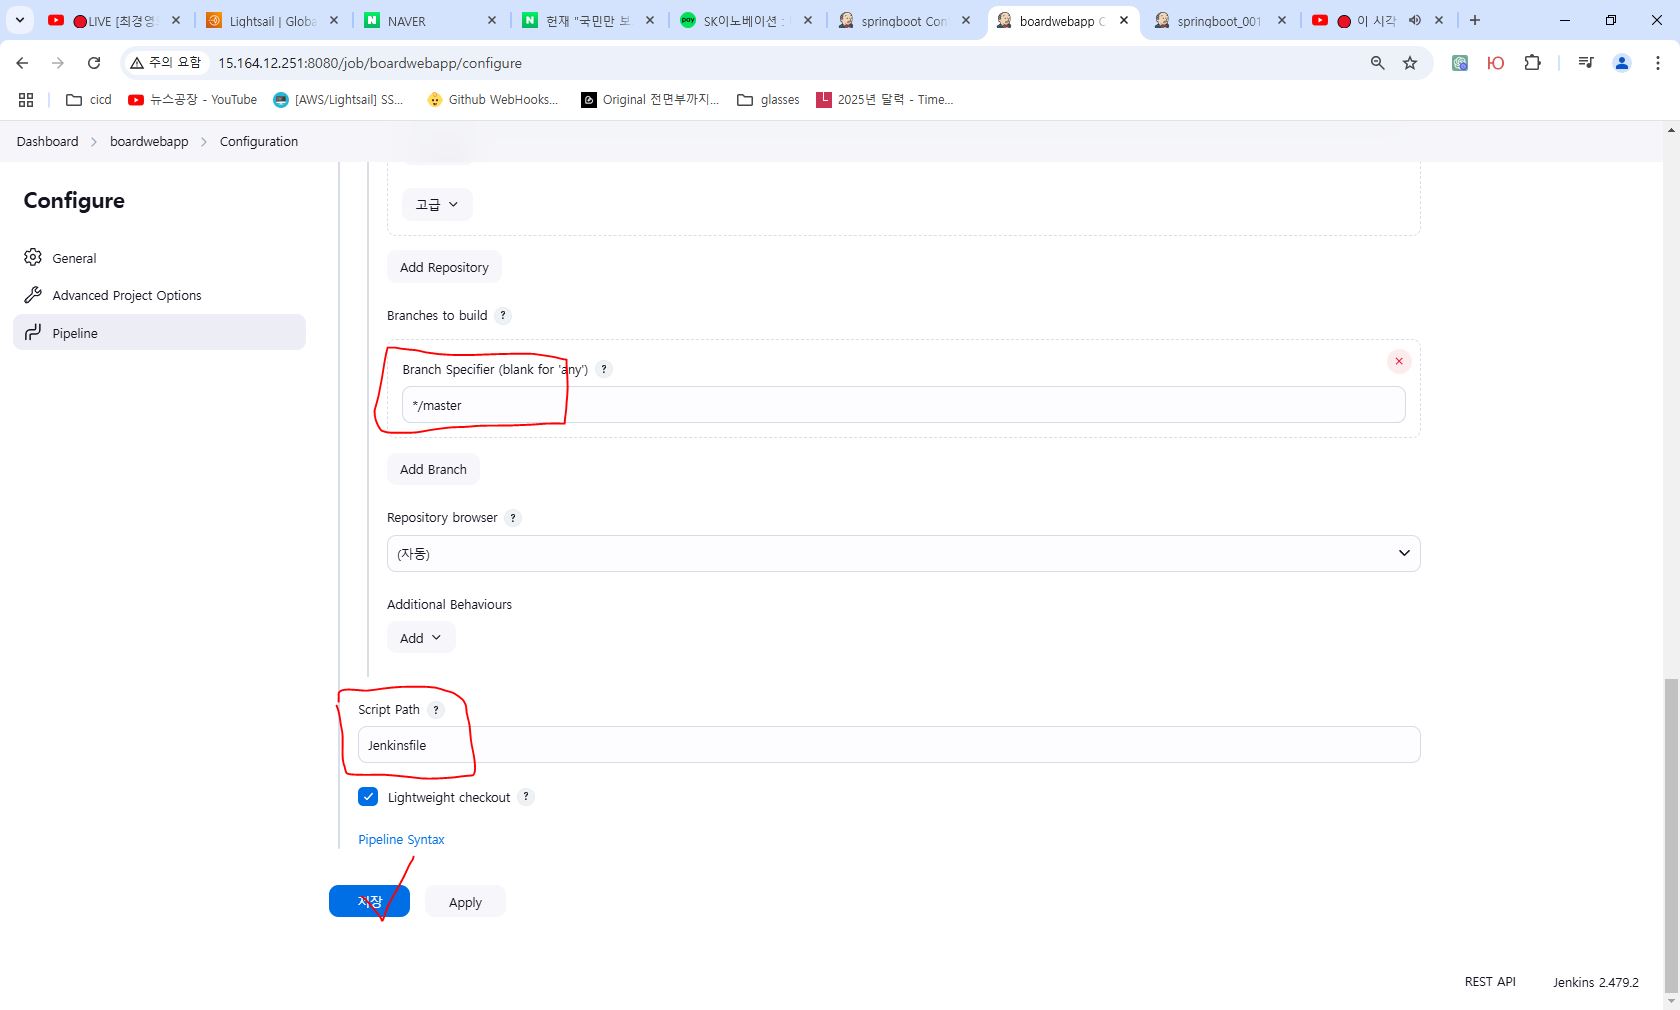 🔴LIVE [최경영
Lightsail | Globa
NAVER
헌재 "국민만 보
SK이노베이션 :
springboot Con
boardwebapp C
springboot_001
🔴 이 시각
주의 요함
15.164.12.251:8080/job/boardwebapp/configure
cicd
뉴스공장 - YouTube
[AWS/Lightsail] SS...
Github WebHooks...
Original 전면부까지...
glasses
2025년 달력 - Time...
Dashboard > boardwebapp > Configuration
Configure
General
Advanced Project Options
Pipeline
고급
Add Repository
Branches to build ?
Branch Specifier (blank for 'any') ?
*/master
Add Branch
Repository browser ?
(자동)
Additional Behaviours
Add
Script Path ?
Jenkinsfile
Lightweight checkout ?
Pipeline Syntax
저장
Apply
REST API
Jenkins 2.479.2